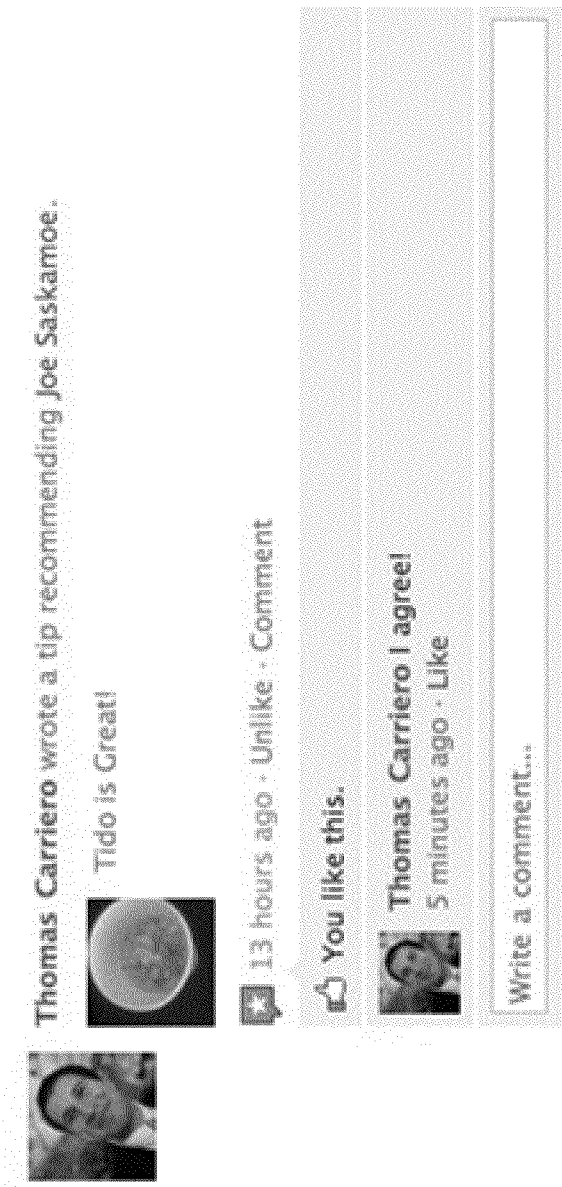 Thomas Carriero wrote a tip recommending Joe Saskamoe.
Tido is Great!
13 hours ago · Unlike · Comment
You like this.
Thomas Carriero I agree!
5 minutes ago · Like
Write a comment...